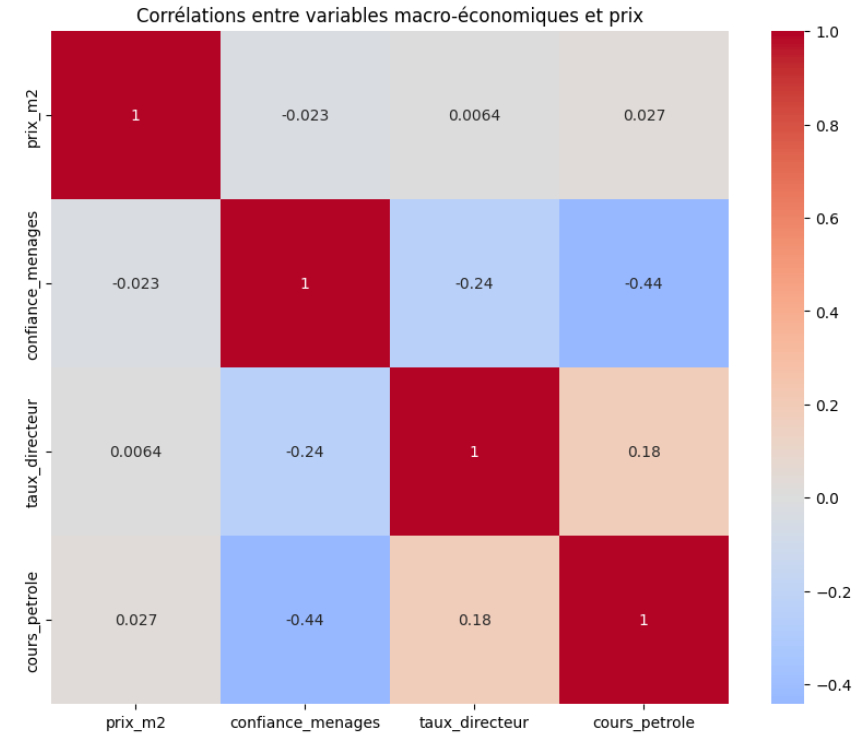 Corrélations entre variables macro-économiques et prix
prix_m2
1
-0.023
0.0064
0.027
confiance_menages
-0.023
1
-0.24
-0.44
taux_directeur
0.0064
-0.24
1
0.18
cours_petrole
0.027
-0.44
0.18
1
prix_m2
confiance_menages
taux_directeur
cours_petrole
1.0
0.8
0.6
0.4
0.2
0.0
−0.2
−0.4